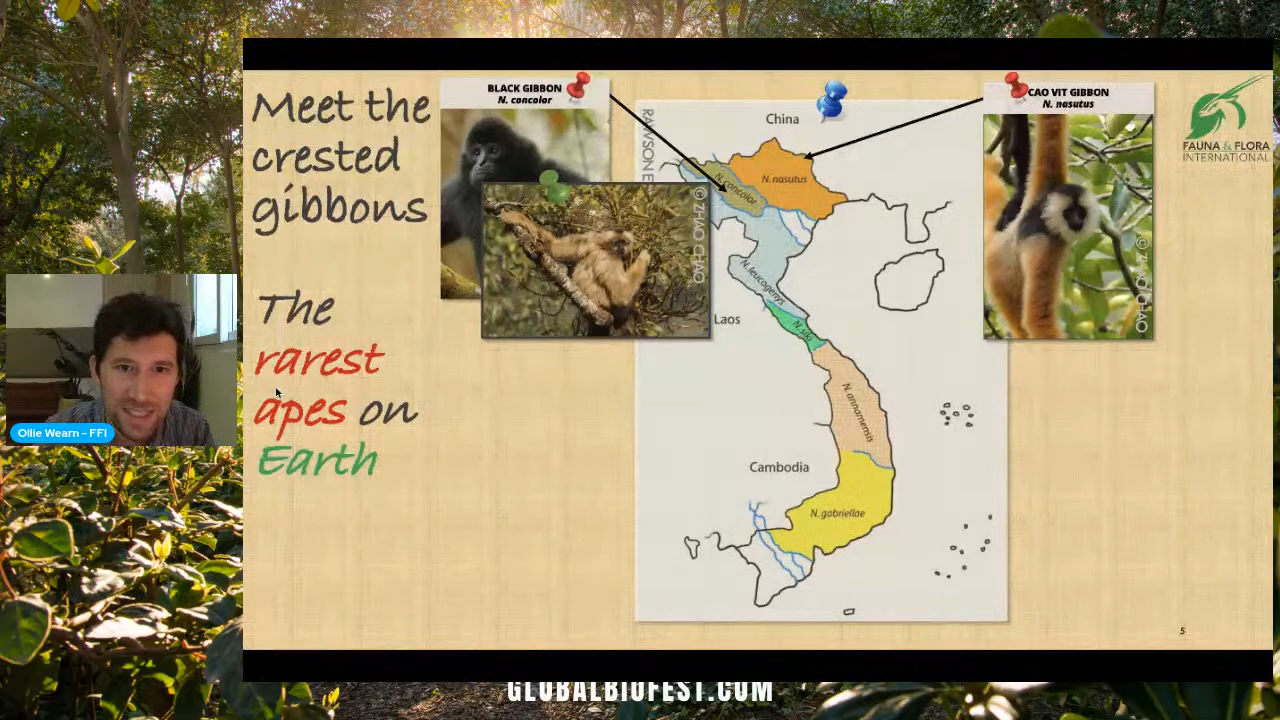 Meet the
crested
gibbons
The
rarest
apes on
Earth
BLACK GIBBON
N. concolor
CAO VIT GIBBON
N. nasutus
FAUNA & FLORA
INTERNATIONAL
© ZHAO CHAO
© ZHAO CHAO
China
N. nasutus
N. concolor
N. leucogenys
Laos
N. siki
N. annamensis
Cambodia
N. gabriellae
Ollie Wearn - FFI
5
GLOBALBIOFEST.COM